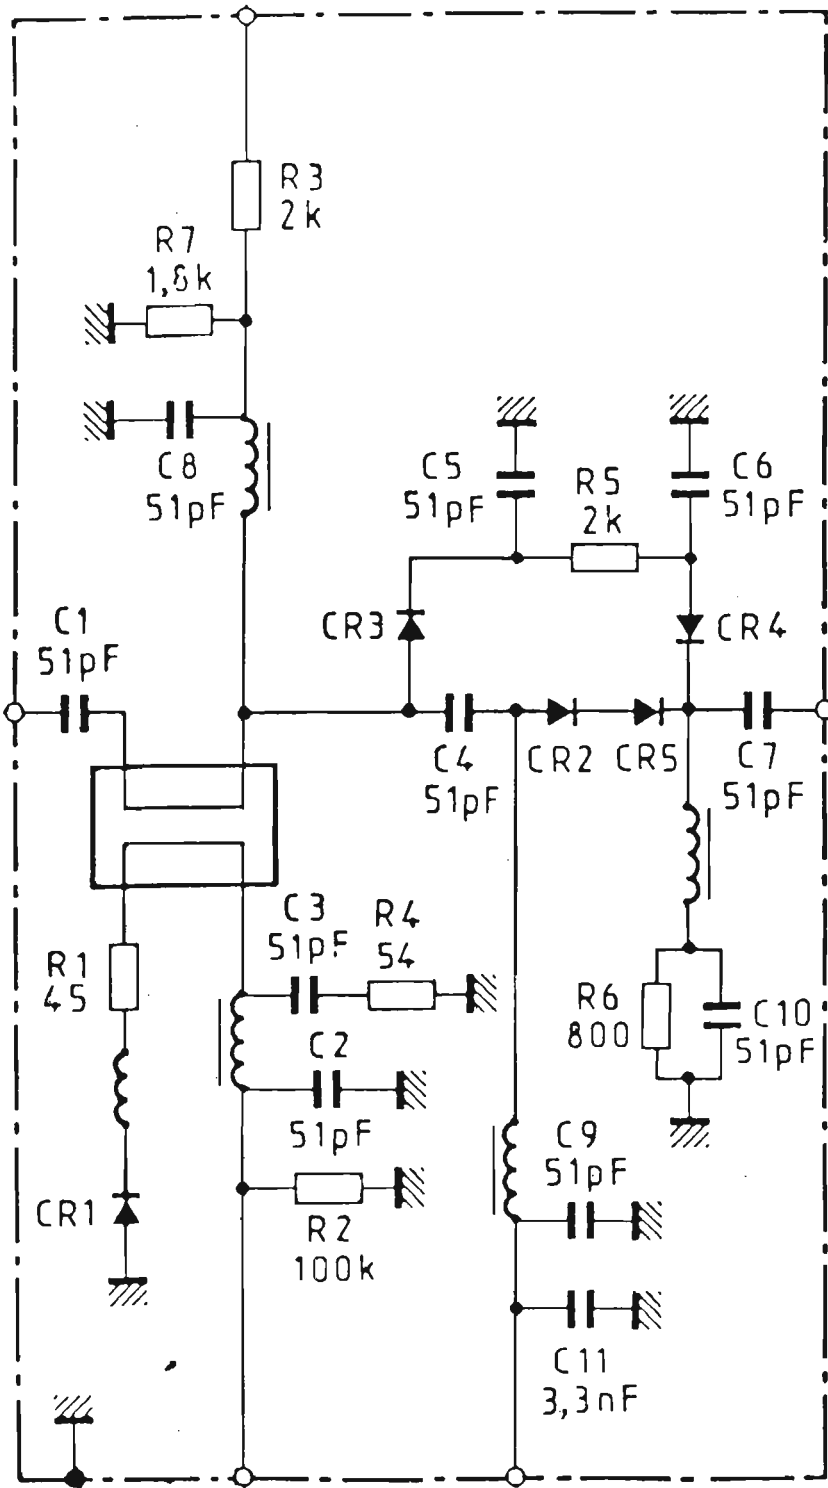 R3
2k
R7
1,8k
C8
51pF
C5
51pF
R5
2k
C6
51pF
C1
51pF
CR3
CR4
C4
51pF
CR2
CR5
C7
51pF
R1
45
C3
51pF
R4
54
C2
51pF
R6
800
C10
51pF
CR1
R2
100k
C9
51pF
C11
3,3nF